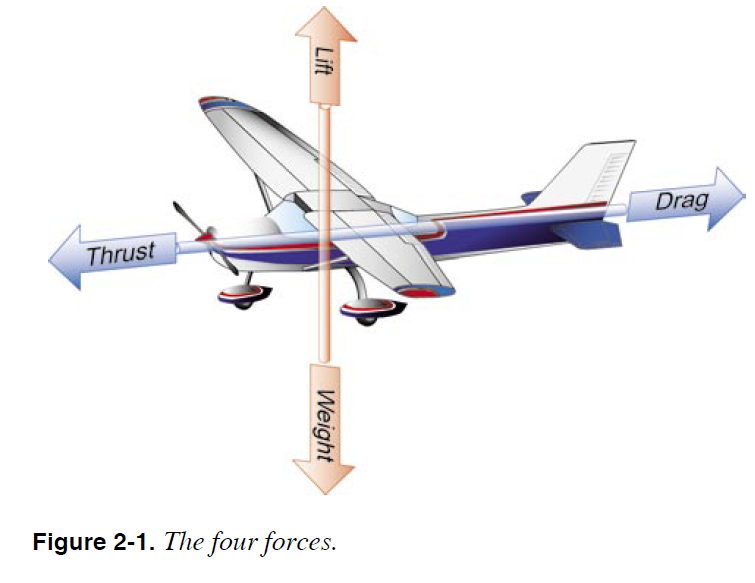 Lift
Thrust
Drag
Weight
Figure 2-1. The four forces.